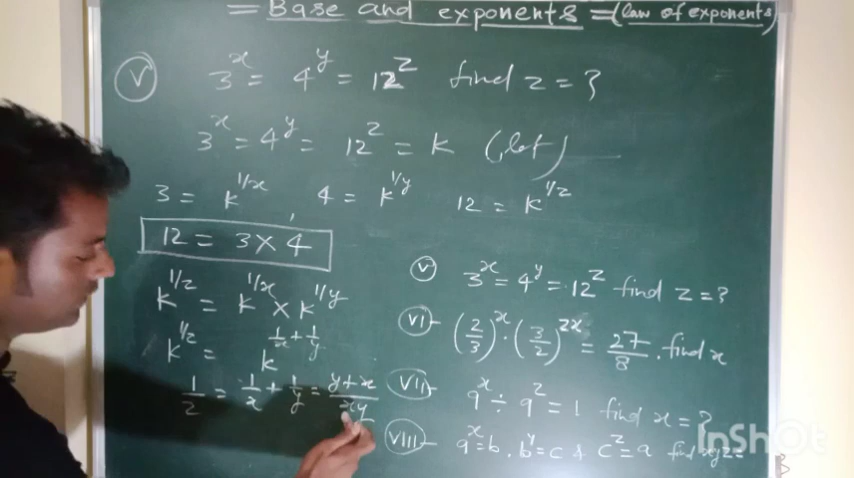 = Base and exponents = (law of exponents)
(V) 3^x = 4^y = 12^z find z = ?
3^x = 4^y = 12^z = k (let)
3 = k^1/x , 4 = k^1/y 12 = k^1/z
12 = 3 × 4
k^1/z = k^1/x × k^1/y
k^1/z = k^1/x + 1/y
1/z = 1/x + 1/y = y+x/xy
(V) 3^x = 4^y = 12^z find z = ?
(VI) - (2/3)^x · (3/2)^2x = 27/8 . find x
(VII) 9^x ÷ 9^2 = 1 find x = ?
(VIII) - a^x = b . b^y = c & c^z = a find xyz =
InShOt